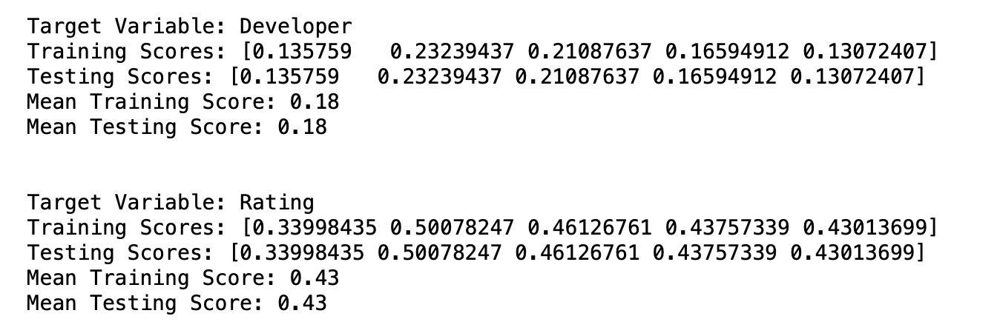 Target Variable: Developer
Training Scores: [0.135759   0.23239437 0.21087637 0.16594912 0.13072407]
Testing Scores: [0.135759   0.23239437 0.21087637 0.16594912 0.13072407]
Mean Training Score: 0.18
Mean Testing Score: 0.18
Target Variable: Rating
Training Scores: [0.33998435 0.50078247 0.46126761 0.43757339 0.43013699]
Testing Scores: [0.33998435 0.50078247 0.46126761 0.43757339 0.43013699]
Mean Training Score: 0.43
Mean Testing Score: 0.43